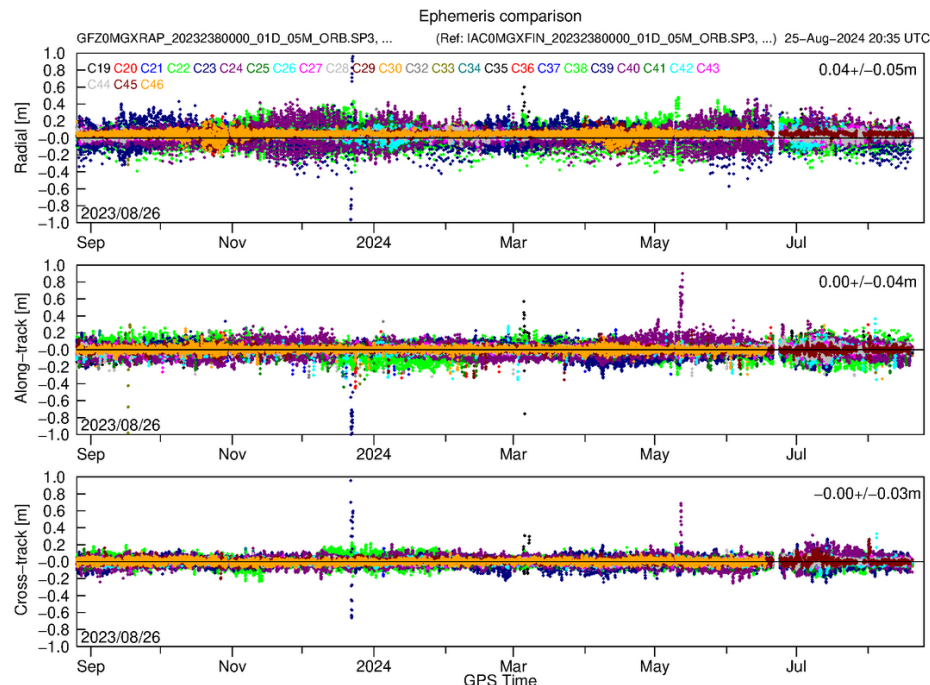 Ephemeris comparison
GFZ0MGXRAP_20232380000_01D_05M_ORB.SP3, ... (Ref: IAC0MGXFIN_20232380000_01D_05M_ORB.SP3, ...) 25−Aug−2024 20:35 UTC
1.0
0.8
0.6
0.4
0.2
−0.0
−0.2
−0.4
−0.6
−0.8
−1.0
Radial [m]
C19 C20 C21 C22 C23 C24 C25 C26 C27 C28 C29 C30 C32 C33 C34 C35 C36 C37 C38 C39 C40 C41 C42 C43
C44 C45 C46
0.04+/−0.05m
2023/08/26
Sep Nov 2024 Mar May Jul
1.0
0.8
0.6
0.4
0.2
−0.0
−0.2
−0.4
−0.6
−0.8
−1.0
Along−track [m]
0.00+/−0.04m
2023/08/26
Sep Nov 2024 Mar May Jul
1.0
0.8
0.6
0.4
0.2
−0.0
−0.2
−0.4
−0.6
−0.8
−1.0
Cross−track [m]
−0.00+/−0.03m
2023/08/26
Sep Nov 2024 Mar May Jul
GPS Time